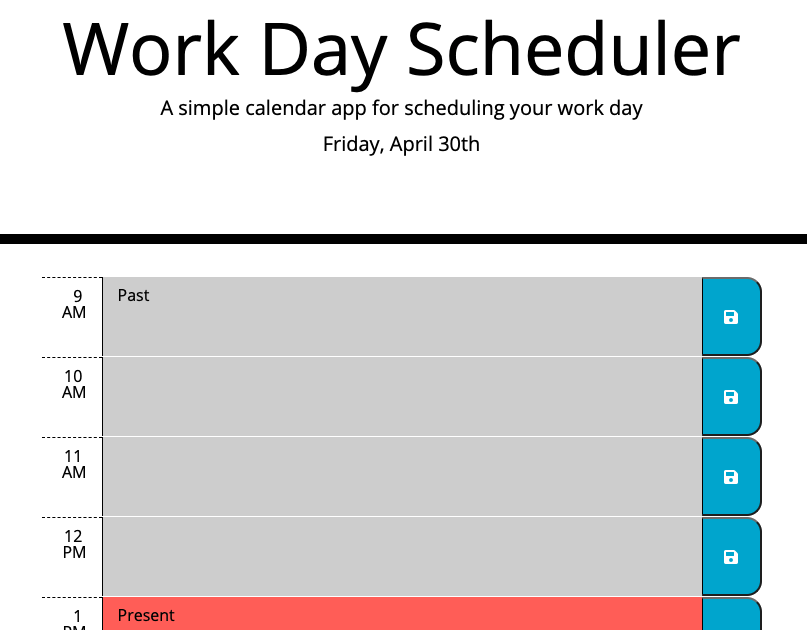 Work Day Scheduler
A simple calendar app for scheduling your work day
Friday, April 30th
9
AM
Past
10
AM
11
AM
12
PM
1
PM
Present